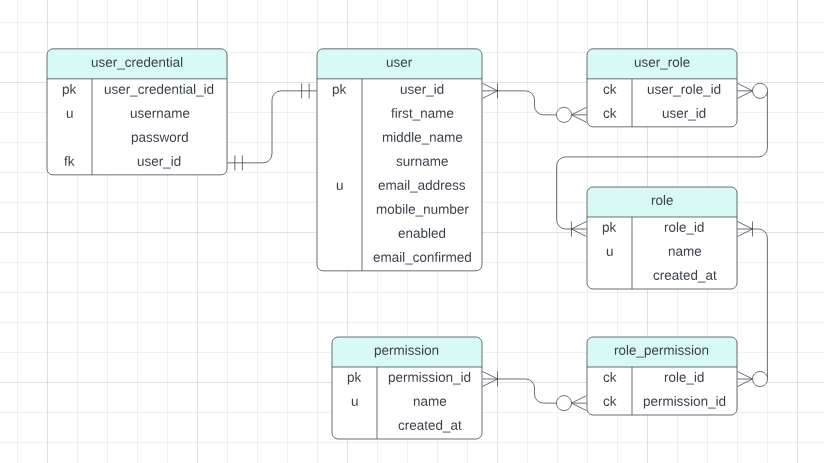 user_credential
pk user_credential_id
u username
password
fk user_id
user
pk user_id
first_name
middle_name
surname
u email_address
mobile_number
enabled
email_confirmed
user_role
ck user_role_id
ck user_id
role
pk role_id
u name
created_at
permission
pk permission_id
u name
created_at
role_permission
ck role_id
ck permission_id